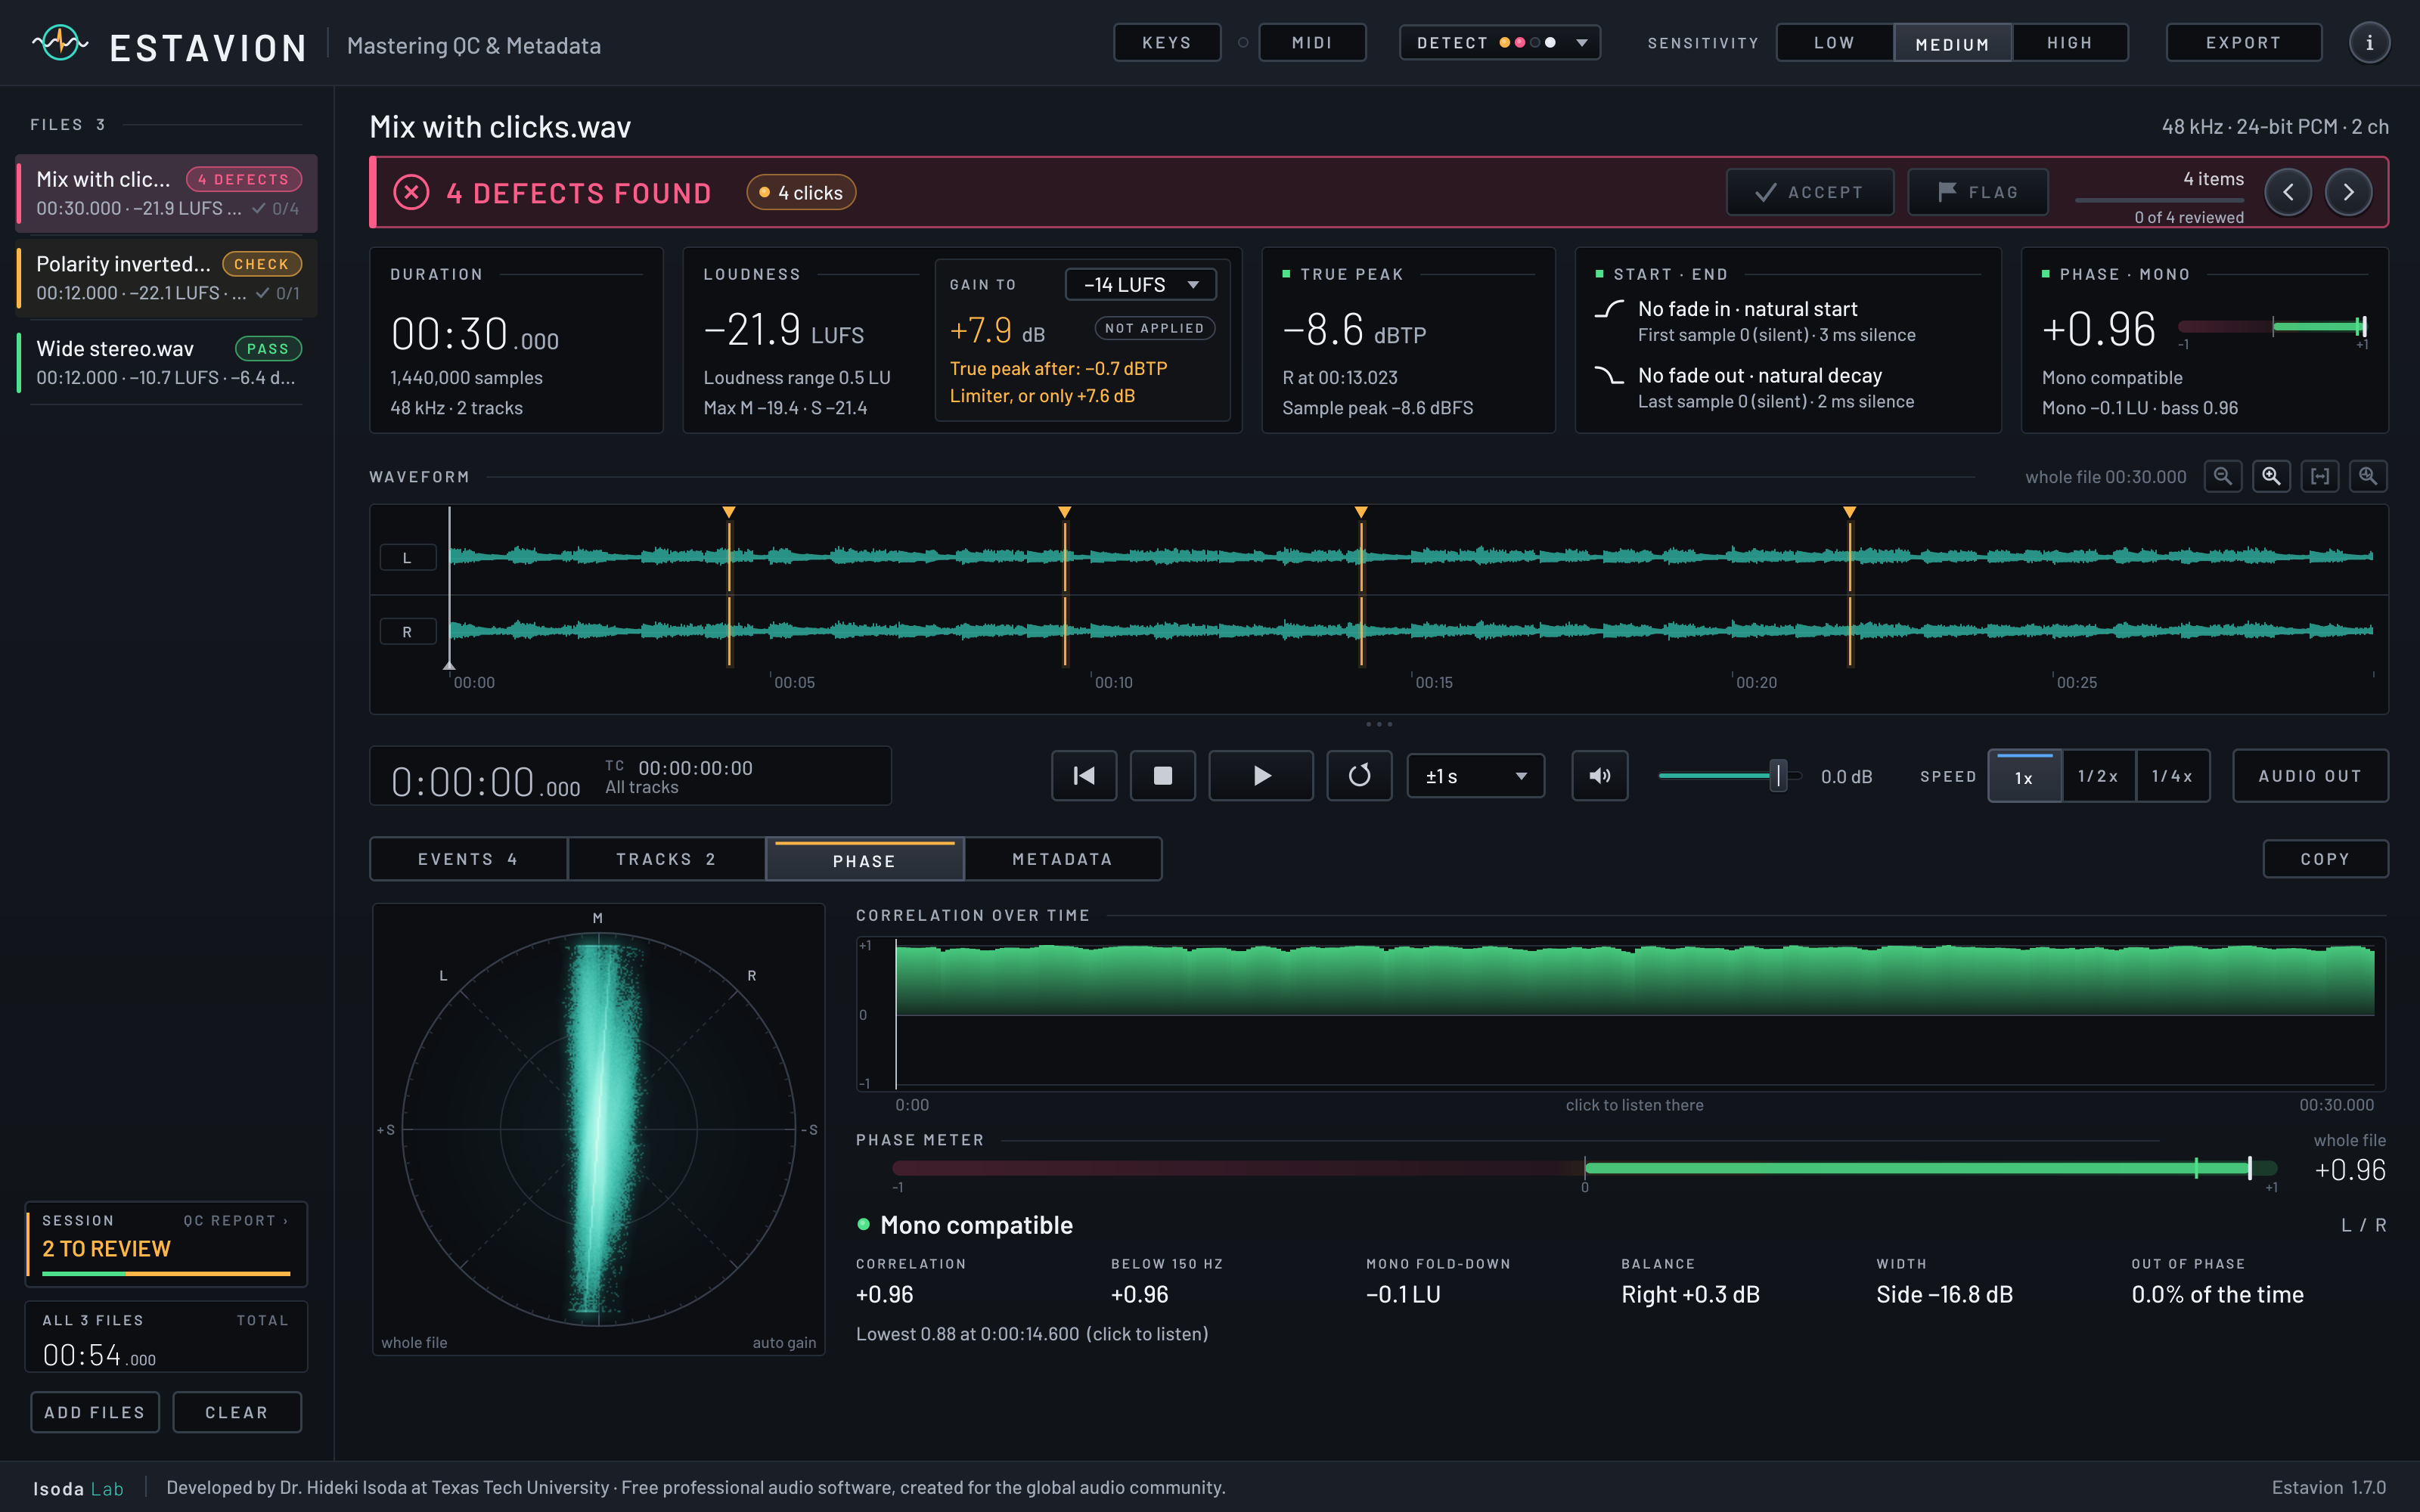 ESTAVION
Mastering QC & Metadata
KEYS
MIDI
DETECT
SENSITIVITY
LOW
MEDIUM
HIGH
EXPORT
i
FILES 3
Mix with clic... 4 DEFECTS
00:30.000 · −21.9 LUFS ... 0/4
Polarity inverted... CHECK
00:12.000 · −22.1 LUFS · ... 0/1
Wide stereo.wav PASS
00:12.000 · −10.7 LUFS · −6.4 d...
Mix with clicks.wav
48 kHz · 24-bit PCM · 2 ch
4 DEFECTS FOUND
4 clicks
ACCEPT
FLAG
4 items
0 of 4 reviewed
DURATION
00:30.000
1,440,000 samples
48 kHz · 2 tracks
LOUDNESS
−21.9 LUFS
Loudness range 0.5 LU
Max M −19.4 · S −21.4
GAIN TO
−14 LUFS
+7.9 dB
NOT APPLIED
True peak after: −0.7 dBTP
Limiter, or only +7.6 dB
TRUE PEAK
−8.6 dBTP
R at 00:13.023
Sample peak −8.6 dBFS
START · END
No fade in · natural start
First sample 0 (silent) · 3 ms silence
No fade out · natural decay
Last sample 0 (silent) · 2 ms silence
PHASE · MONO
+0.96
-1
+1
Mono compatible
Mono −0.1 LU · bass 0.96
WAVEFORM
whole file 00:30.000
L
R
00:00
00:05
00:10
00:15
00:20
00:25
0:00:00.000
TC 00:00:00:00
All tracks
±1 s
0.0 dB
SPEED
1x
1/2x
1/4x
AUDIO OUT
EVENTS 4
TRACKS 2
PHASE
METADATA
COPY
M
L
R
+S
-S
whole file
auto gain
CORRELATION OVER TIME
+1
0
-1
0:00
click to listen there
00:30.000
PHASE METER
whole file
+0.96
-1
0
+1
Mono compatible
L / R
CORRELATION
+0.96
BELOW 150 HZ
+0.96
MONO FOLD-DOWN
−0.1 LU
BALANCE
Right +0.3 dB
WIDTH
Side −16.8 dB
OUT OF PHASE
0.0% of the time
Lowest 0.88 at 0:00:14.600 (click to listen)
SESSION
QC REPORT ›
2 TO REVIEW
ALL 3 FILES
TOTAL
00:54.000
ADD FILES
CLEAR
Isoda Lab
Developed by Dr. Hideki Isoda at Texas Tech University · Free professional audio software, created for the global audio community.
Estavion 1.7.0